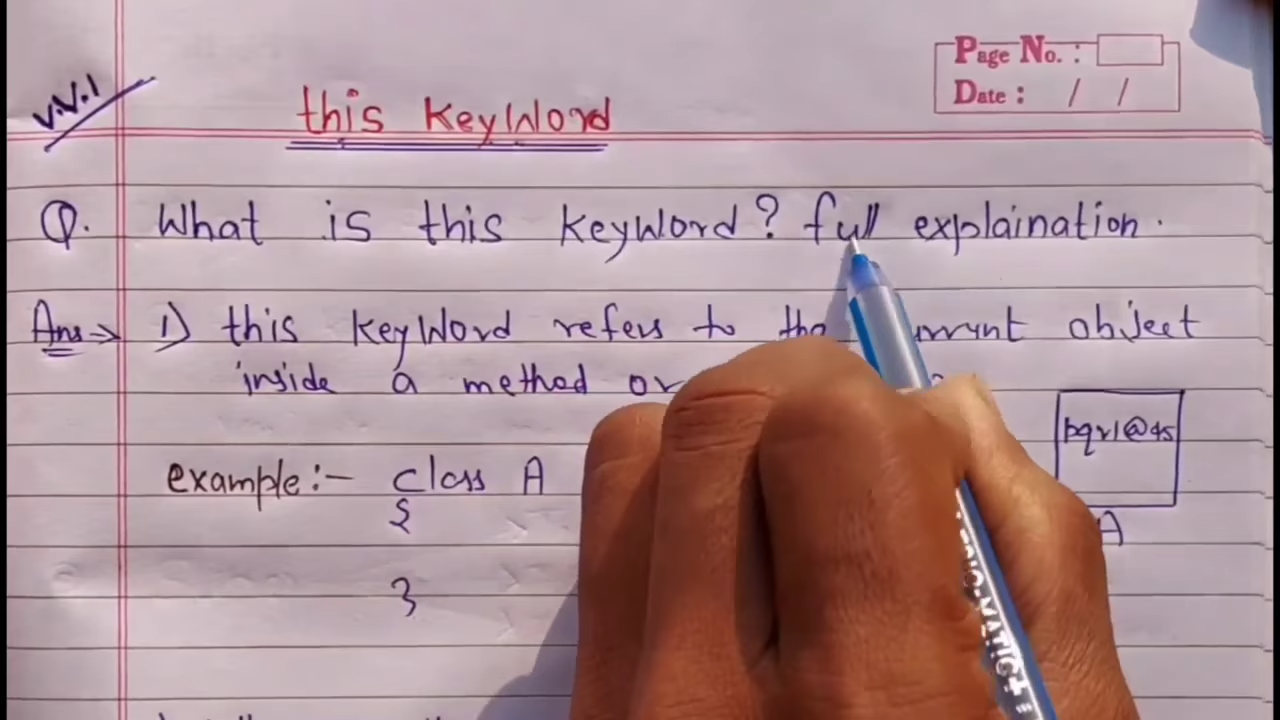 Page No. :
Date : / /
V.V.I
this KeyWord
Q. What is this Keyword? full explaination.
Ans → 1) this KeyWord refers to the object
inside a method or
pqr1@45
example:- class A
{
A
}